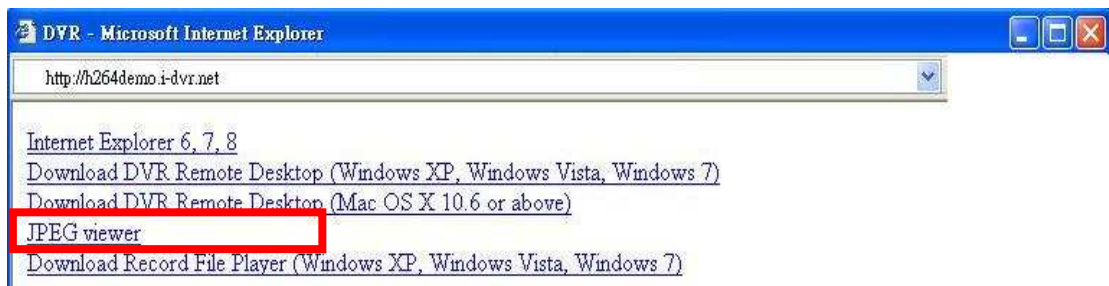 DVR - Microsoft Internet Explorer
http://h264demo.i-dvr.net
Internet Explorer 6, 7, 8
Download DVR Remote Desktop (Windows XP, Windows Vista, Windows 7)
Download DVR Remote Desktop (Mac OS X 10.6 or above)
JPEG viewer
Download Record File Player (Windows XP, Windows Vista, Windows 7)